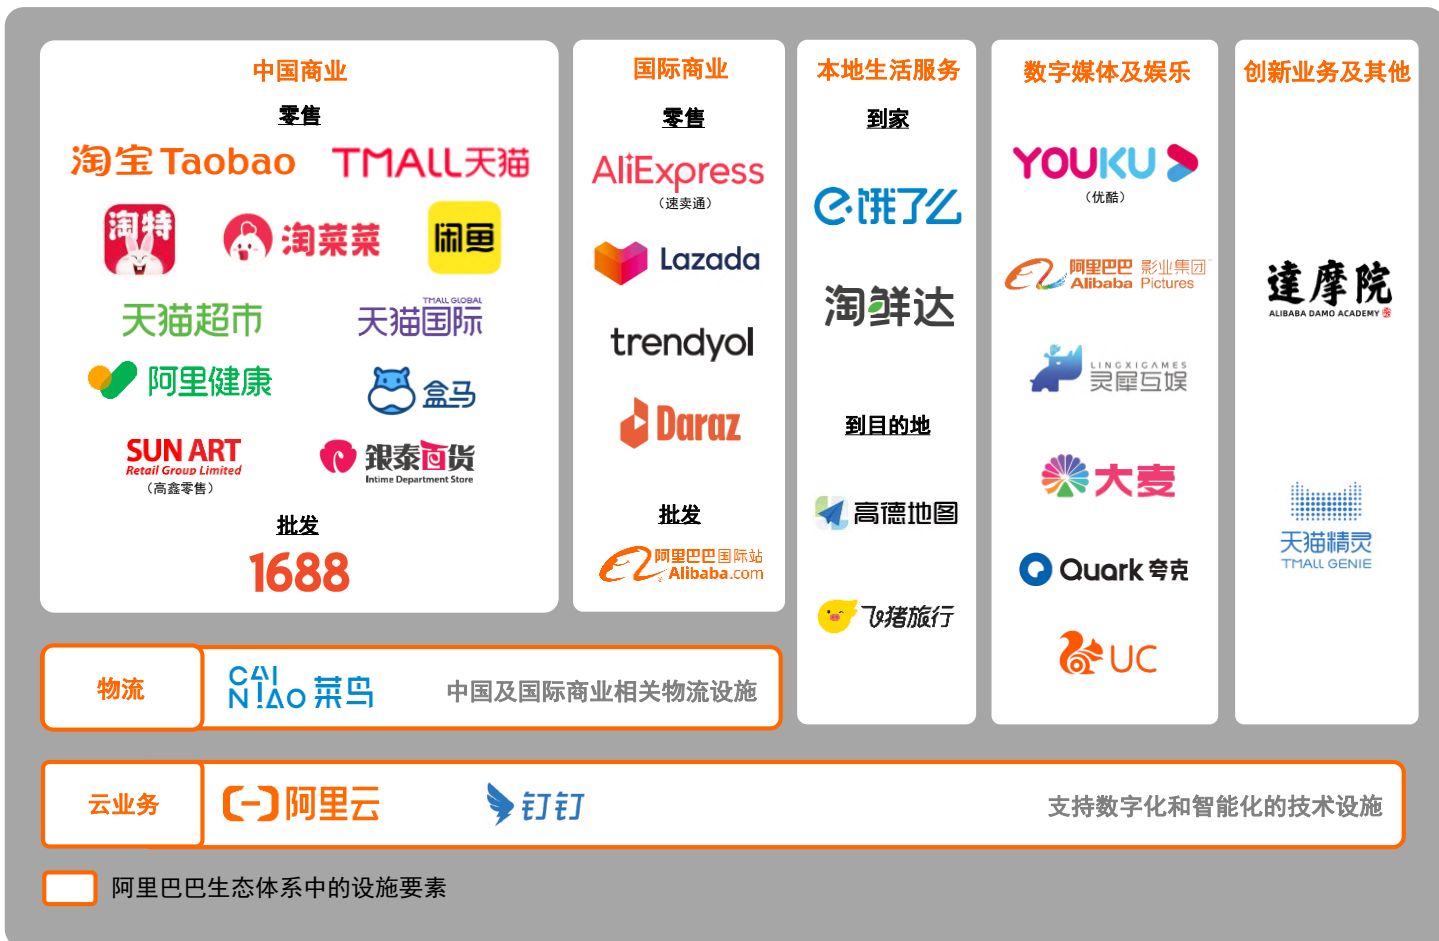 中国商业
零售
淘宝 Taobao
TMALL天猫
淘特
淘菜菜
闲鱼
天猫超市
TMALL GLOBAL
天猫国际
阿里健康
盒马
SUN ART
Retail Group Limited
（高鑫零售）
銀泰百货
Intime Department Store
批发
1688
国际商业
零售
AliExpress
（速卖通）
Lazada
trendyol
Daraz
批发
阿里巴巴国际站
Alibaba.com
本地生活服务
到家
饿了么
淘鲜达
到目的地
高德地图
飞猪旅行
数字媒体及娱乐
YOUKU
（优酷）
阿里巴巴 影业集团
Alibaba Pictures
LINGXIGAMES
灵犀互娱
大麦
Quark 夸克
UC
创新业务及其他
達摩院
ALIBABA DAMO ACADEMY
天猫精灵
TMALL GENIE
物流
CAINIAO 菜鸟
中国及国际商业相关物流设施
云业务
阿里云
钉钉
支持数字化和智能化的技术设施
阿里巴巴生态体系中的设施要素